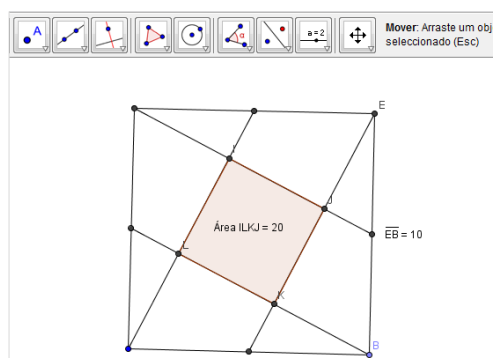 A
α
a = 2
Mover: Arraste um obj
seleccionado (Esc)
E
I
J
Área ILKJ = 20
EB = 10
L
K
B